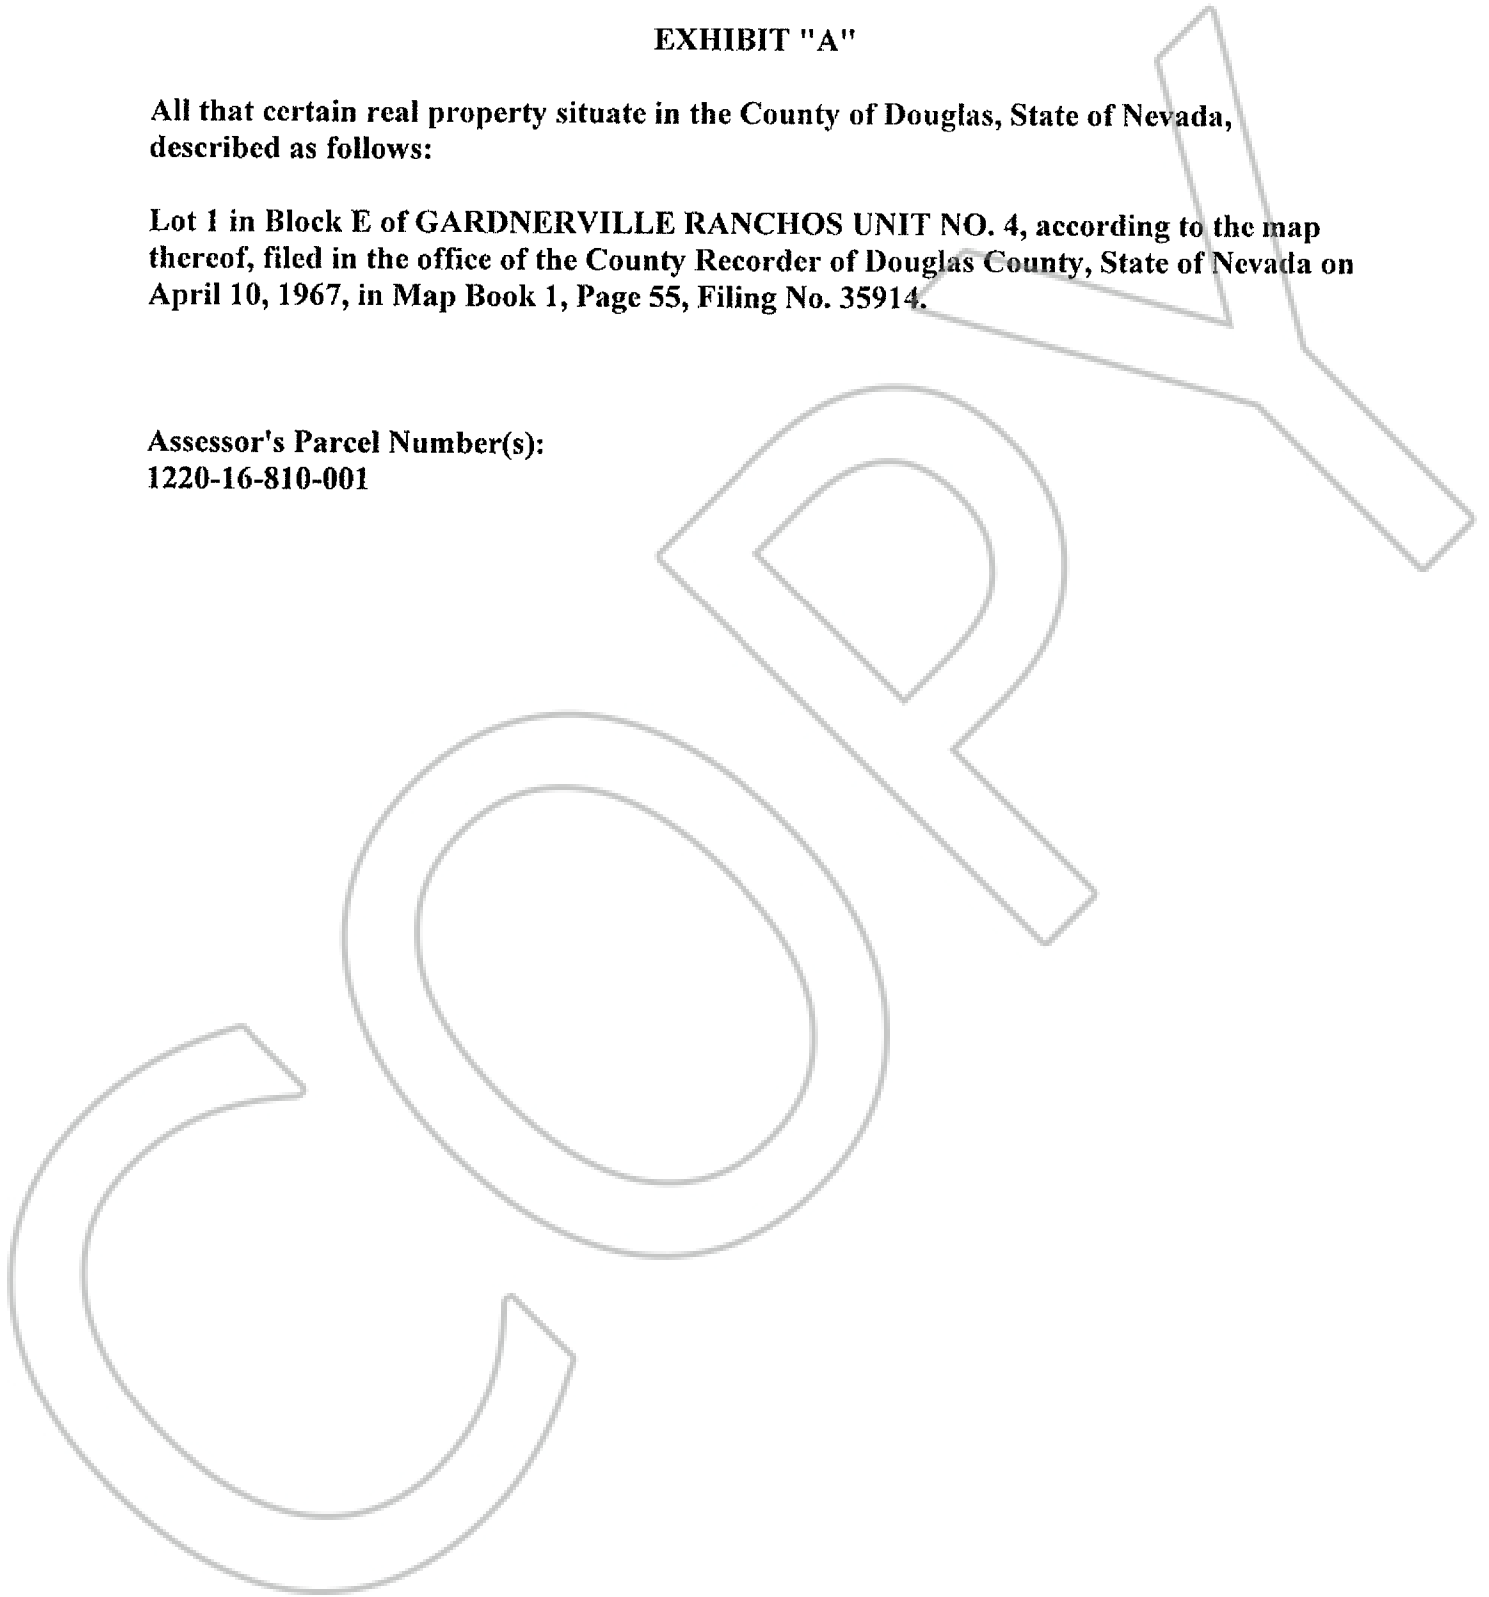 EXHIBIT "A"
All that certain real property situate in the County of Douglas, State of Nevada,
described as follows:
Lot 1 in Block E of GARDNERVILLE RANCHOS UNIT NO. 4, according to the map
thereof, filed in the office of the County Recorder of Douglas County, State of Nevada on
April 10, 1967, in Map Book 1, Page 55, Filing No. 35914.
Assessor's Parcel Number(s):
1220-16-810-001
COPY